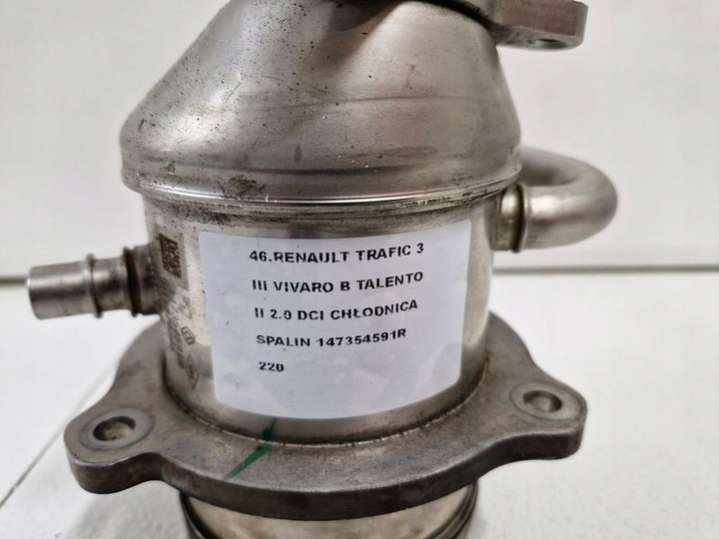 46.RENAULT TRAFIC 3
III VIVARO B TALENTO
II 2.0 DCI CHŁODNICA
SPALIN 147354591R
220